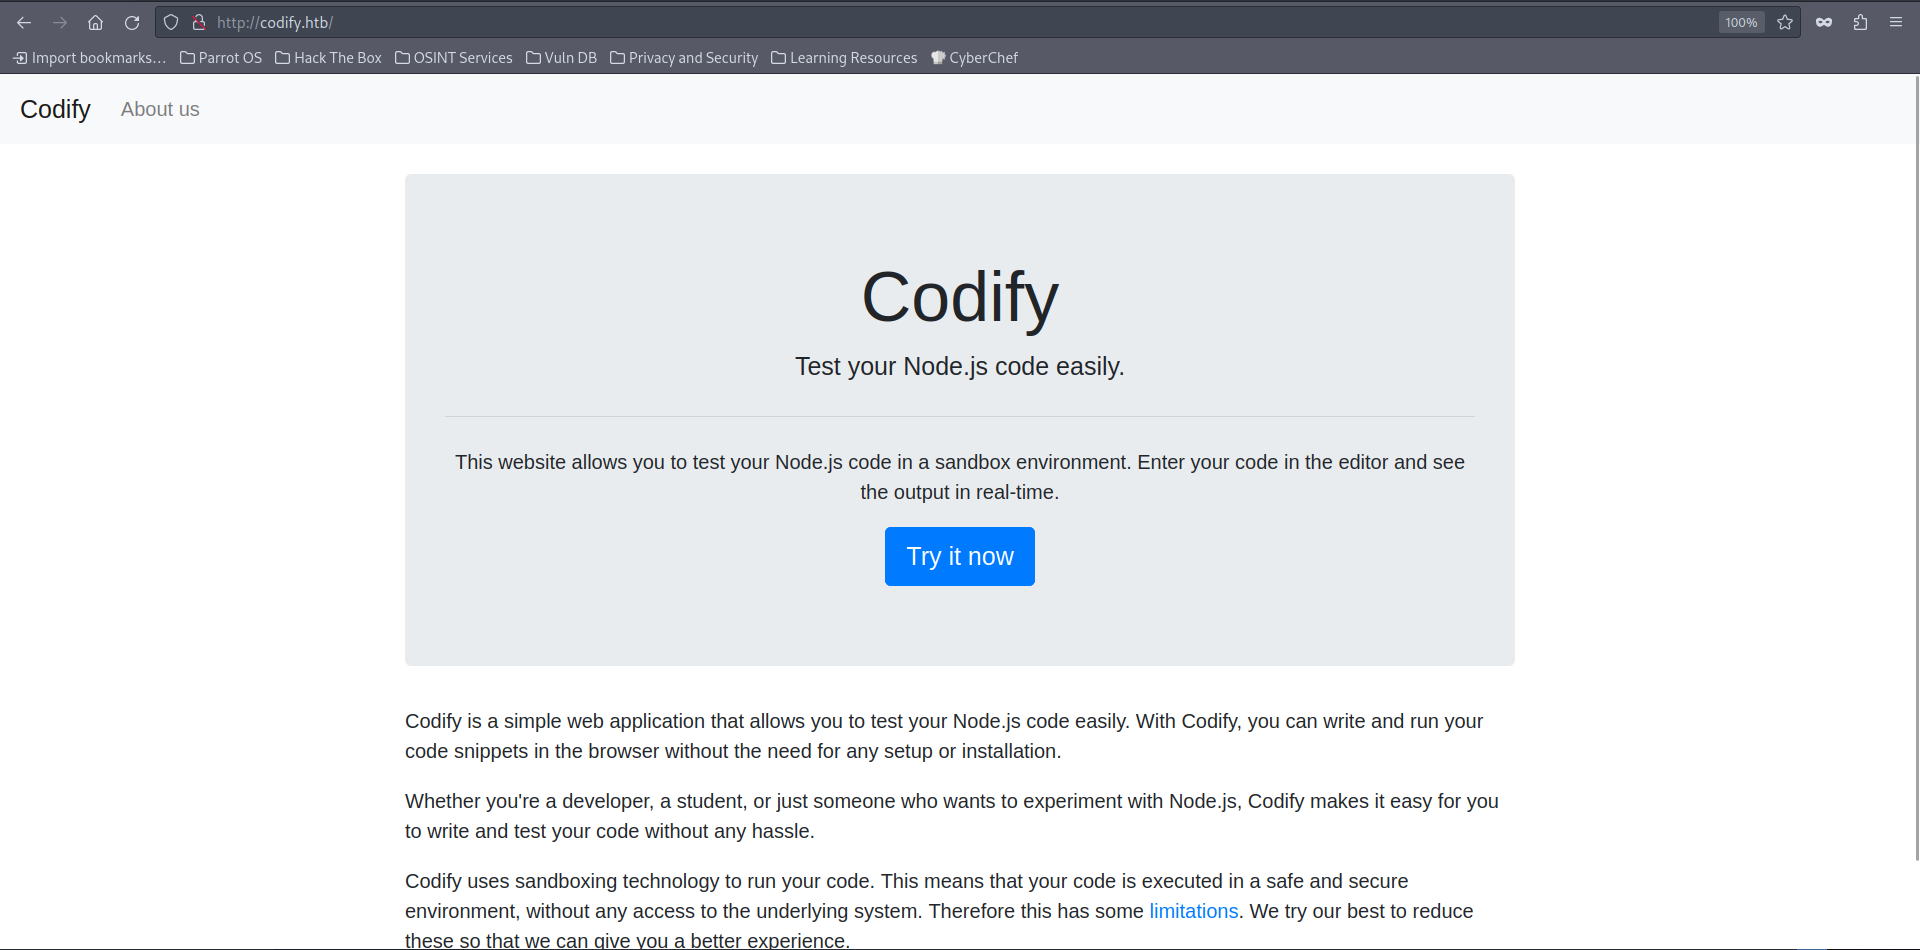 http://codify.htb/
100%
Import bookmarks... Parrot OS Hack The Box OSINT Services Vuln DB Privacy and Security Learning Resources CyberChef
Codify About us
Codify
Test your Node.js code easily.
This website allows you to test your Node.js code in a sandbox environment. Enter your code in the editor and see
the output in real-time.
Try it now
Codify is a simple web application that allows you to test your Node.js code easily. With Codify, you can write and run your
code snippets in the browser without the need for any setup or installation.
Whether you're a developer, a student, or just someone who wants to experiment with Node.js, Codify makes it easy for you
to write and test your code without any hassle.
Codify uses sandboxing technology to run your code. This means that your code is executed in a safe and secure
environment, without any access to the underlying system. Therefore this has some limitations. We try our best to reduce
these so that we can give you a better experience.